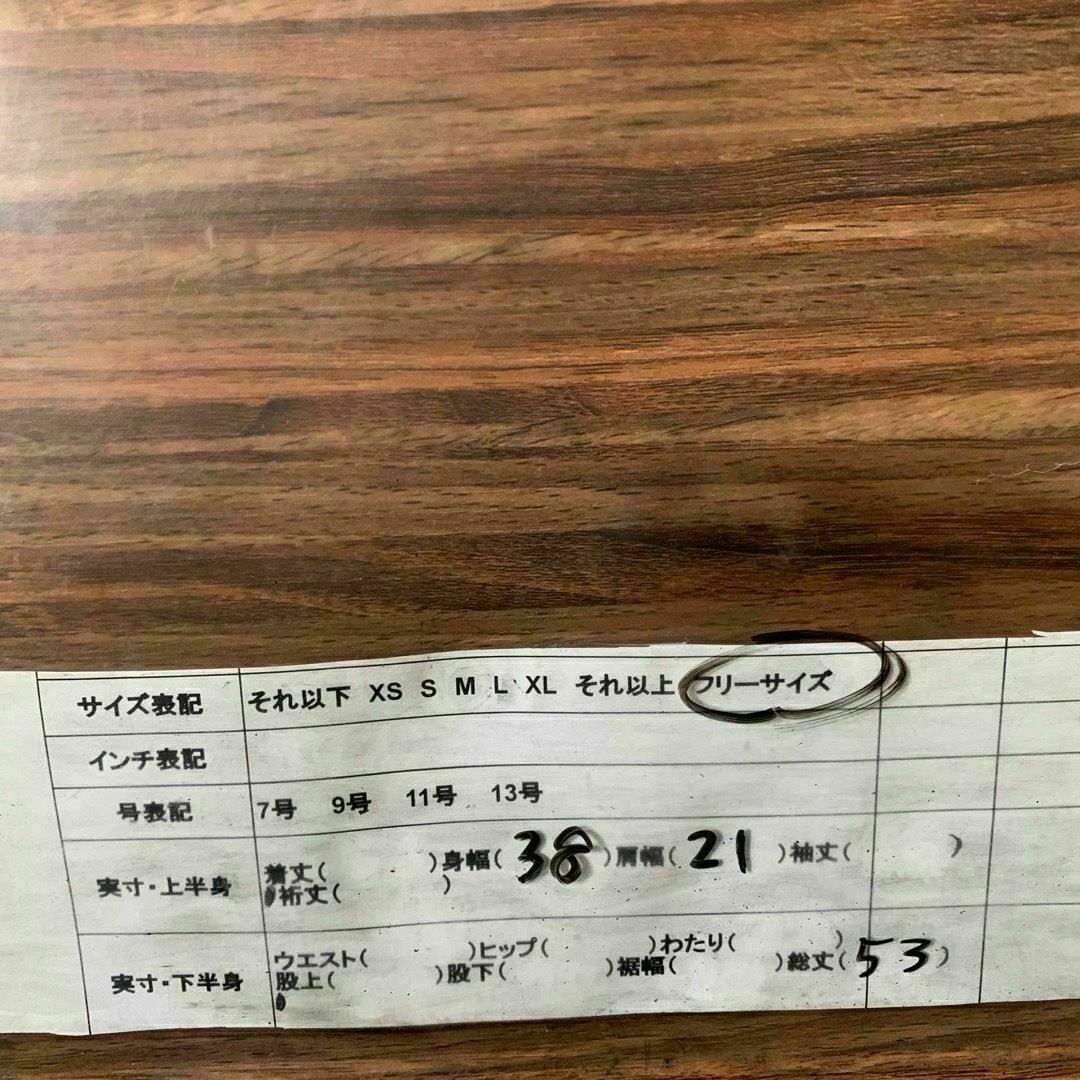 サイズ表記 それ以下 XS S M L XL それ以上 フリーサイズ
インチ表記
号表記 7号 9号 11号 13号
実寸・上半身 着丈( )身幅( 38 )肩幅( 21 )袖丈( )
裄丈( )
実寸・下半身 ウエスト( )ヒップ( )わたり( )
股上( )股下( )裾幅( )総丈( 53 )